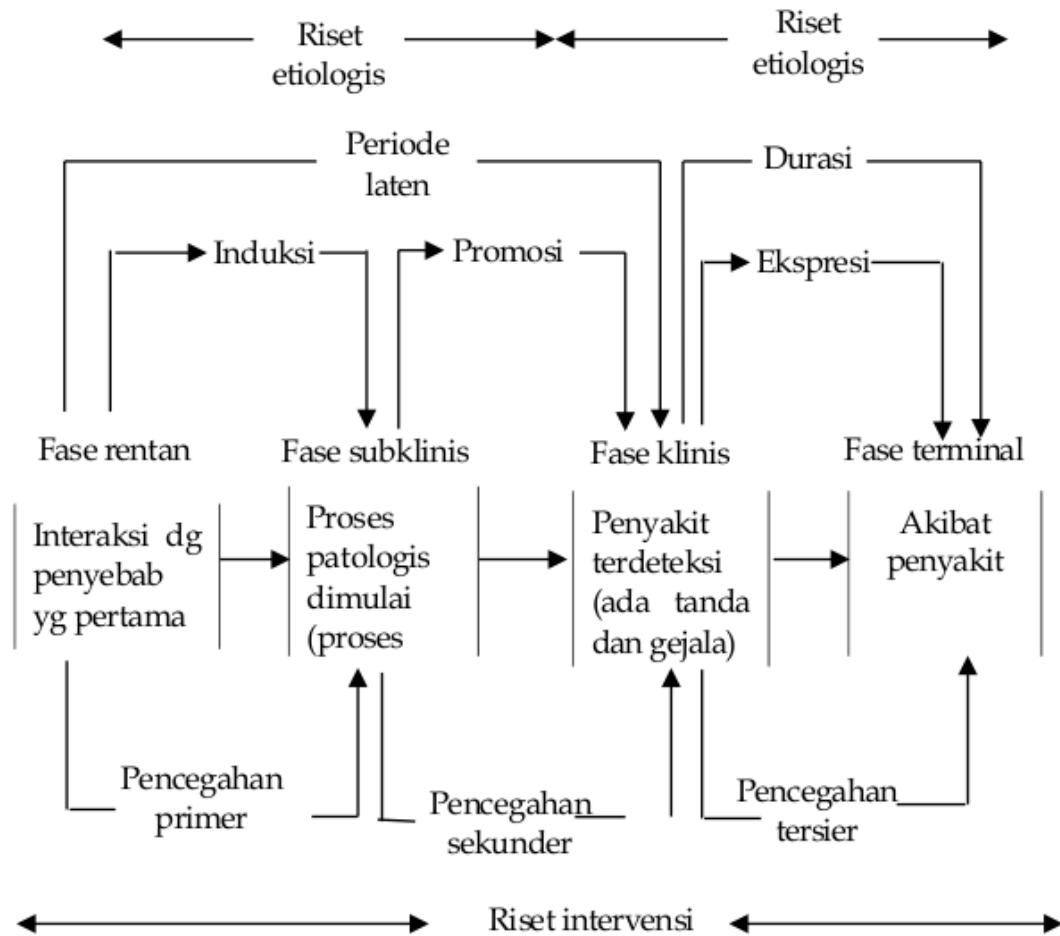 Riset
etiologis
Riset
etiologis
Periode
laten
Durasi
Induksi
Promosi
Ekspresi
Fase rentan
Fase subklinis
Fase klinis
Fase terminal
Interaksi dg
penyebab
yg pertama
Proses
patologis
dimulai
(proses
Penyakit
terdeteksi
(ada tanda
dan gejala)
Akibat
penyakit
Pencegahan
primer
Pencegahan
sekunder
Pencegahan
tersier
Riset intervensi